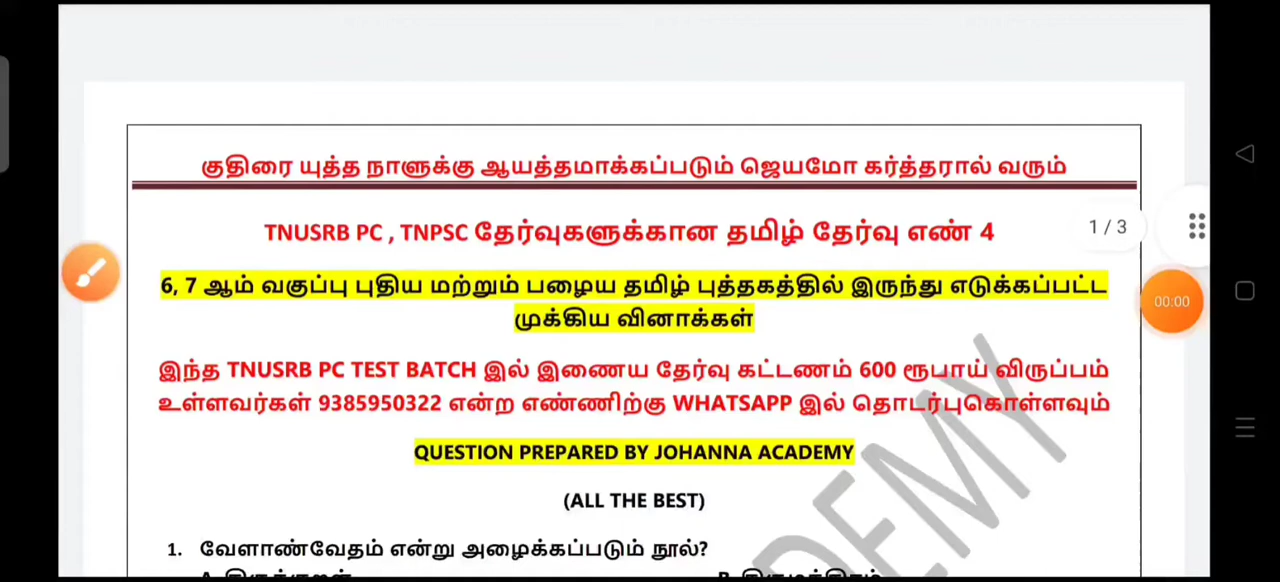 குதிரை யுத்த நாளுக்கு ஆயத்தமாக்கப்படும் ஜெயமோ கர்த்தரால் வரும்
TNUSRB PC , TNPSC தேர்வுகளுக்கான தமிழ் தேர்வு எண் 4
1 / 3
6, 7 ஆம் வகுப்பு புதிய மற்றும் பழைய தமிழ் புத்தகத்தில் இருந்து எடுக்கப்பட்ட
முக்கிய வினாக்கள்
00:00
இந்த TNUSRB PC TEST BATCH இல் இணைய தேர்வு கட்டணம் 600 ரூபாய் விருப்பம்
உள்ளவர்கள் 9385950322 என்ற எண்ணிற்கு WHATSAPP இல் தொடர்புகொள்ளவும்
QUESTION PREPARED BY JOHANNA ACADEMY
(ALL THE BEST)
1. வேளாண்வேதம் என்று அழைக்கப்படும் நூல்?